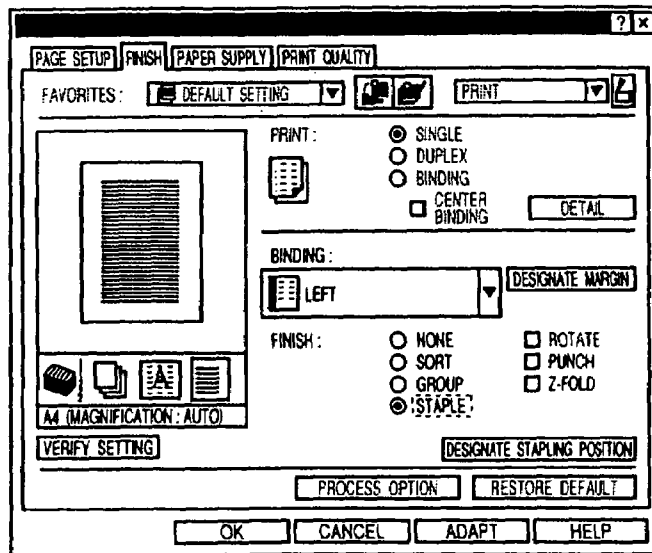 ? ×
PAGE SETUP FINISH PAPER SUPPLY PRINT QUALITY
FAVORITES : DEFAULT SETTING PRINT
PRINT : SINGLE
DUPLEX
BINDING
CENTER BINDING DETAIL
BINDING :
LEFT DESIGNATE MARGIN
FINISH : NONE ROTATE
SORT PUNCH
GROUP Z-FOLD
STAPLE
A
A4 (MAGNIFICATION : AUTO)
VERIFY SETTING DESIGNATE STAPLING POSITION
PROCESS OPTION RESTORE DEFAULT
OK CANCEL ADAPT HELP